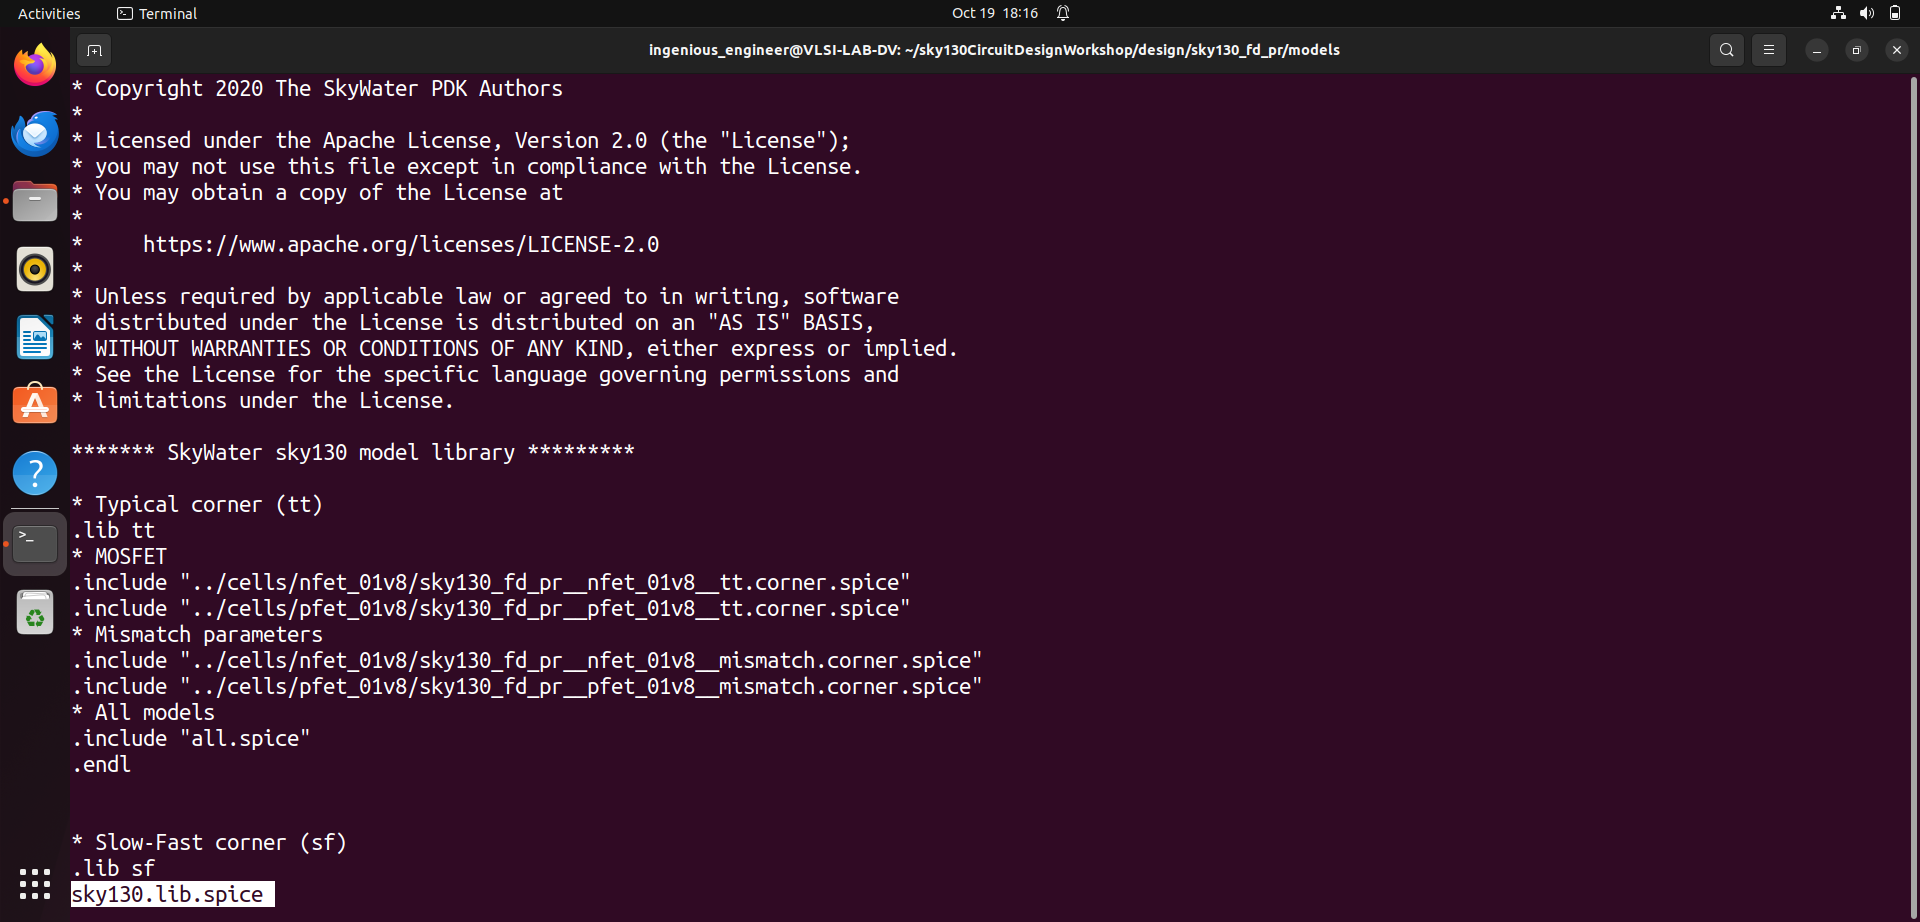 Activities
Terminal
Oct 19 18:16
ingenious_engineer@VLSI-LAB-DV: ~/sky130CircuitDesignWorkshop/design/sky130_fd_pr/models
* Copyright 2020 The SkyWater PDK Authors
*
* Licensed under the Apache License, Version 2.0 (the "License");
* you may not use this file except in compliance with the License.
* You may obtain a copy of the License at
*
*     https://www.apache.org/licenses/LICENSE-2.0
*
* Unless required by applicable law or agreed to in writing, software
* distributed under the License is distributed on an "AS IS" BASIS,
* WITHOUT WARRANTIES OR CONDITIONS OF ANY KIND, either express or implied.
* See the License for the specific language governing permissions and
* limitations under the License.
******* SkyWater sky130 model library *********
* Typical corner (tt)
.lib tt
* MOSFET
.include "../cells/nfet_01v8/sky130_fd_pr__nfet_01v8__tt.corner.spice"
.include "../cells/pfet_01v8/sky130_fd_pr__pfet_01v8__tt.corner.spice"
* Mismatch parameters
.include "../cells/nfet_01v8/sky130_fd_pr__nfet_01v8__mismatch.corner.spice"
.include "../cells/pfet_01v8/sky130_fd_pr__pfet_01v8__mismatch.corner.spice"
* All models
.include "all.spice"
.endl
* Slow-Fast corner (sf)
.lib sf
sky130.lib.spice